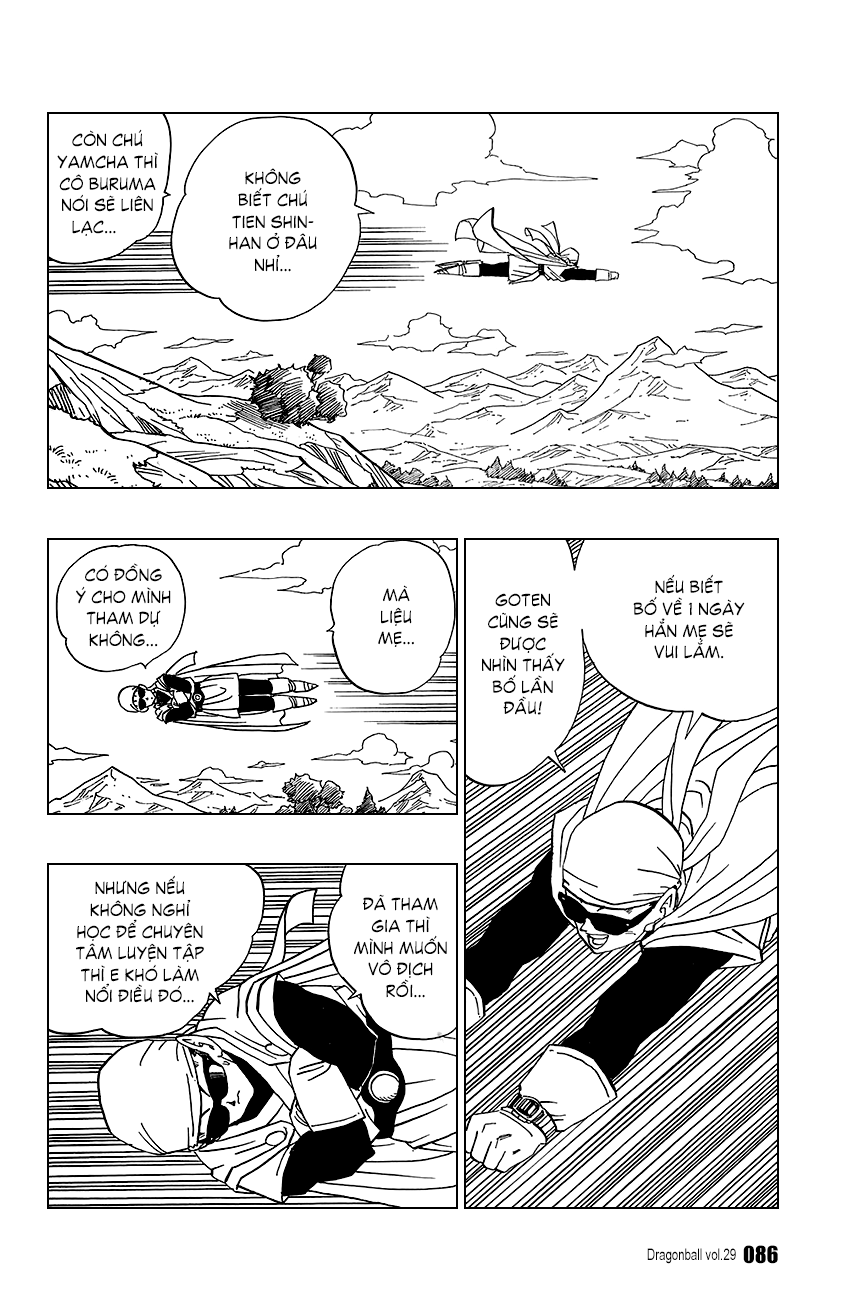 KHÔNG
BIẾT CHÚ
TIEN SHIN-
HAN Ở ĐÂU
NHỈ...
CÒN CHÚ
YAMCHA THÌ
CÔ BURUMA
NÓI SẼ LIÊN
LẠC...
NẾU BIẾT
BỐ VỀ 1 NGÀY
HẲN MẸ SẼ
VUI LẮM.
GOTEN
CŨNG SẼ
ĐƯỢC
NHÌN THẤY
BỐ LẦN
ĐẦU!
MÀ
LIỆU
MẸ...
CÓ ĐỒNG
Ý CHO MÌNH
THAM DỰ
KHÔNG...
ĐÃ THAM
GIA THÌ
MÌNH MUỐN
VÔ ĐỊCH
RỒI...
NHƯNG NẾU
KHÔNG NGHỈ
HỌC ĐỂ CHUYÊN
TÂM LUYỆN TẬP
THÌ E KHÓ LÀM
NỔI ĐIỀU ĐÓ...
Dragonball vol.29 086